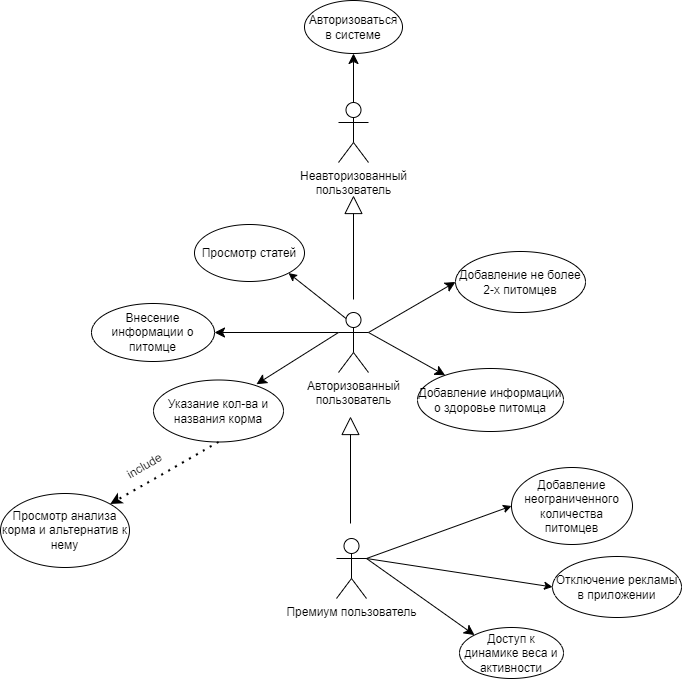 Авторизоваться
в системе
Неавторизованный
пользователь
Просмотр статей
Добавление не более
2-х питомцев
Внесение
информации о
питомце
Авторизованный
пользователь
Указание кол-ва и
названия корма
Добавление информации
о здоровье питомца
include
Просмотр анализа
корма и альтернатив к
нему
Добавление
неограниченного
количества
питомцев
Отключение рекламы
в приложении
Премиум пользователь
Доступ к
динамике веса и
активности